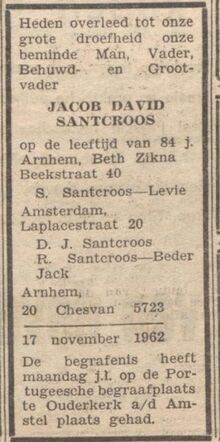 Heden overleed tot onze
grote droefheid onze
beminde Man, Vader,
Behuwd- en Groot-
vader
JACOB DAVID
SANTCROOS
op de leeftijd van 84 j.
Arnhem, Beth Zikna
Beekstraat 40
S. Santcroos—Levie
Amsterdam,
Laplacestraat 20
D. J. Santcroos
R. Santcroos—Beder
Jack
Arnhem,
20 Chesvan 5723
17 november 1962
De begrafenis heeft
maandag j.l. op de Por-
tugeesche begraafplaats
te Ouderkerk a/d Am-
stel plaats gehad.